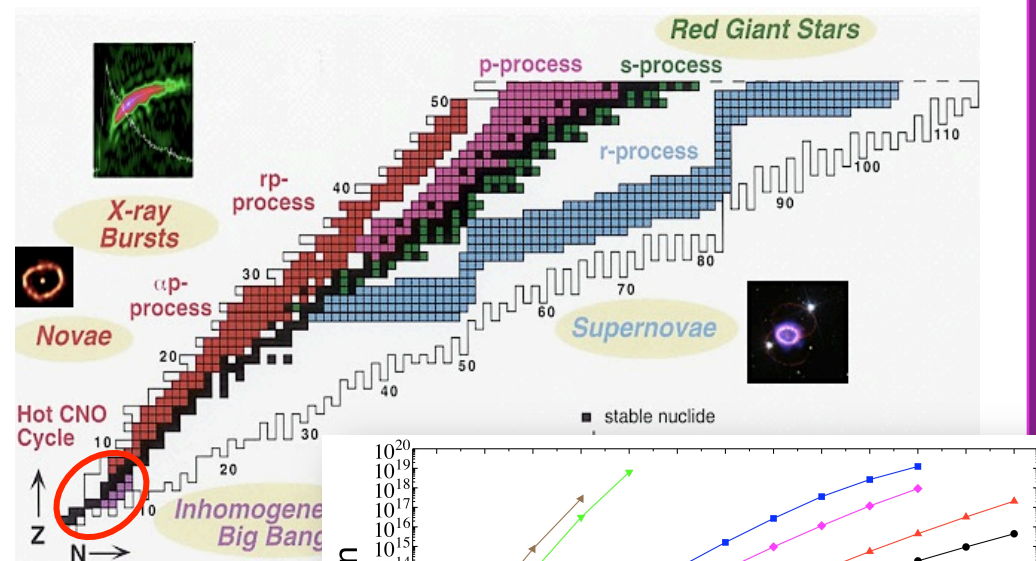 Red Giant Stars
p-process
s-process
50
r-process
110
100
rp-
process
40
90
X-ray
Bursts
80
30
αp-
process
70
60
Novae
Supernovae
20
50
40
stable nuclide
Hot CNO
Cycle
10
30
20
10
Inhomogene
Big Bang
Z
N
10^20
10^19
10^18
10^17
10^16
10^15
10^14
n